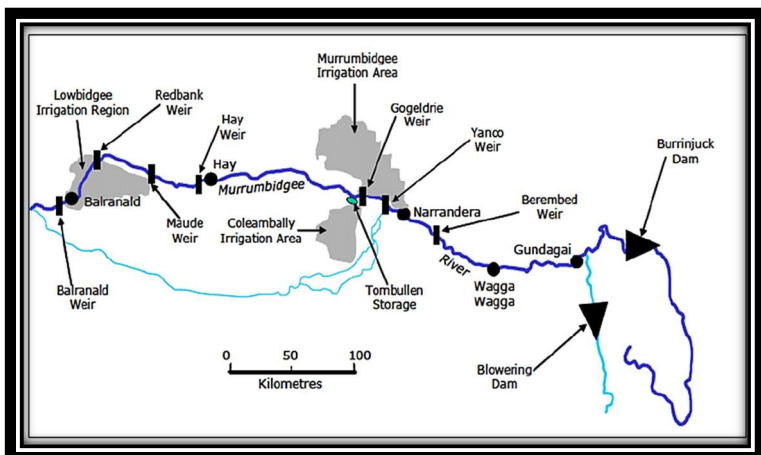 Murrumbidgee
Irrigation Area
Lowbidgee
Irrigation Region
Redbank
Weir
Hay
Weir
Gogeldrie
Weir
Yanco
Weir
Burrinjuck
Dam
Hay
Murrumbidgee
Balranald
Maude
Weir
Coleambally
Irrigation Area
Narrandera
Berembed
Weir
Gundagai
River
Balranald
Weir
Tombullen
Storage
Wagga
Wagga
Blowering
Dam
0 50 100
Kilometres